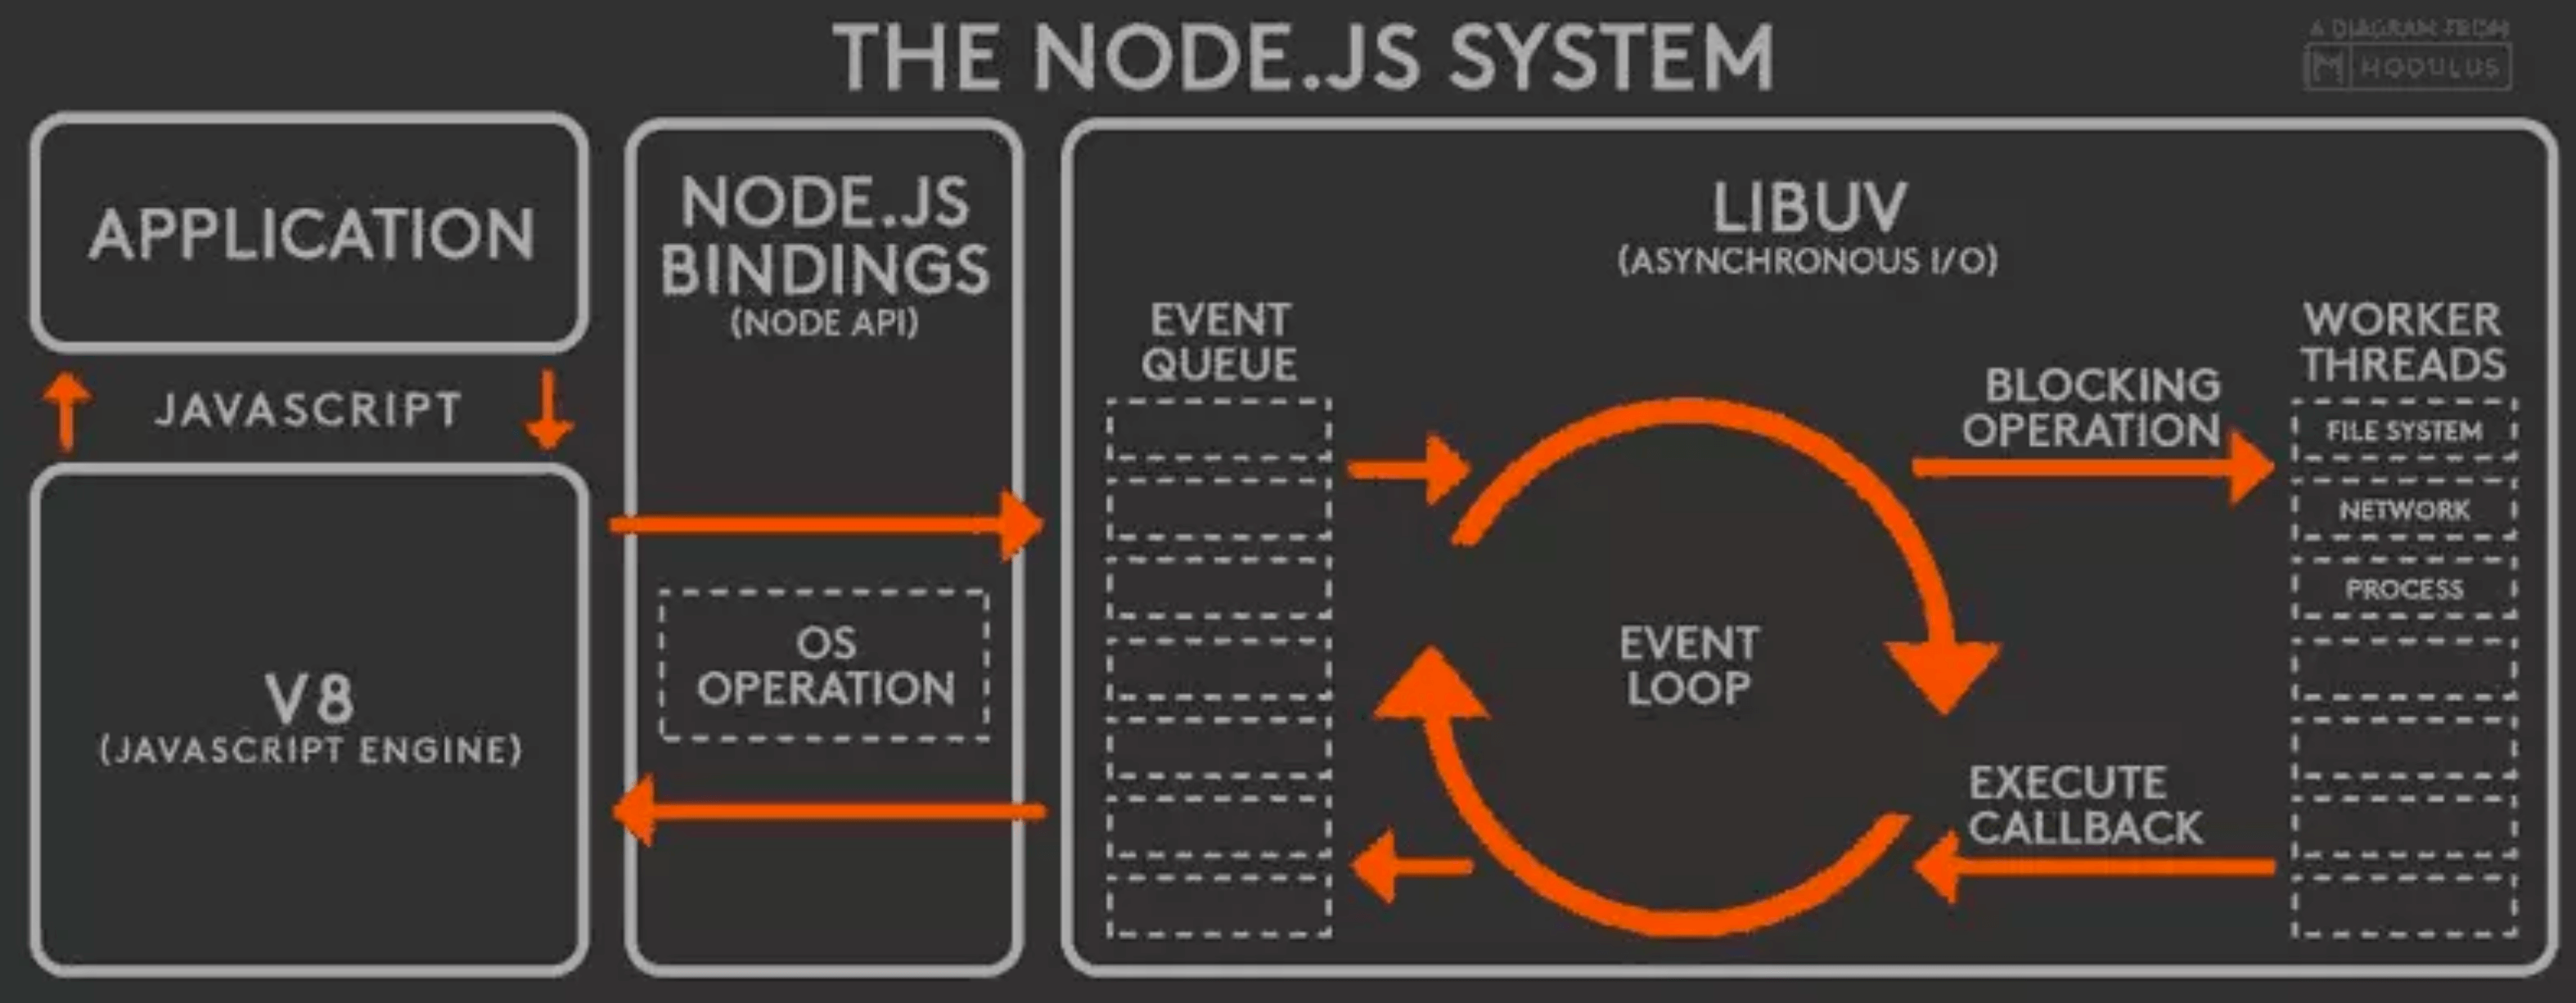 THE NODE.JS SYSTEM
A DIAGRAM FROM
M MODULUS
APPLICATION
JAVASCRIPT
V8
(JAVASCRIPT ENGINE)
NODE.JS
BINDINGS
(NODE API)
OS
OPERATION
LIBUV
(ASYNCHRONOUS I/O)
EVENT
QUEUE
EVENT
LOOP
BLOCKING
OPERATION
EXECUTE
CALLBACK
WORKER
THREADS
FILE SYSTEM
NETWORK
PROCESS